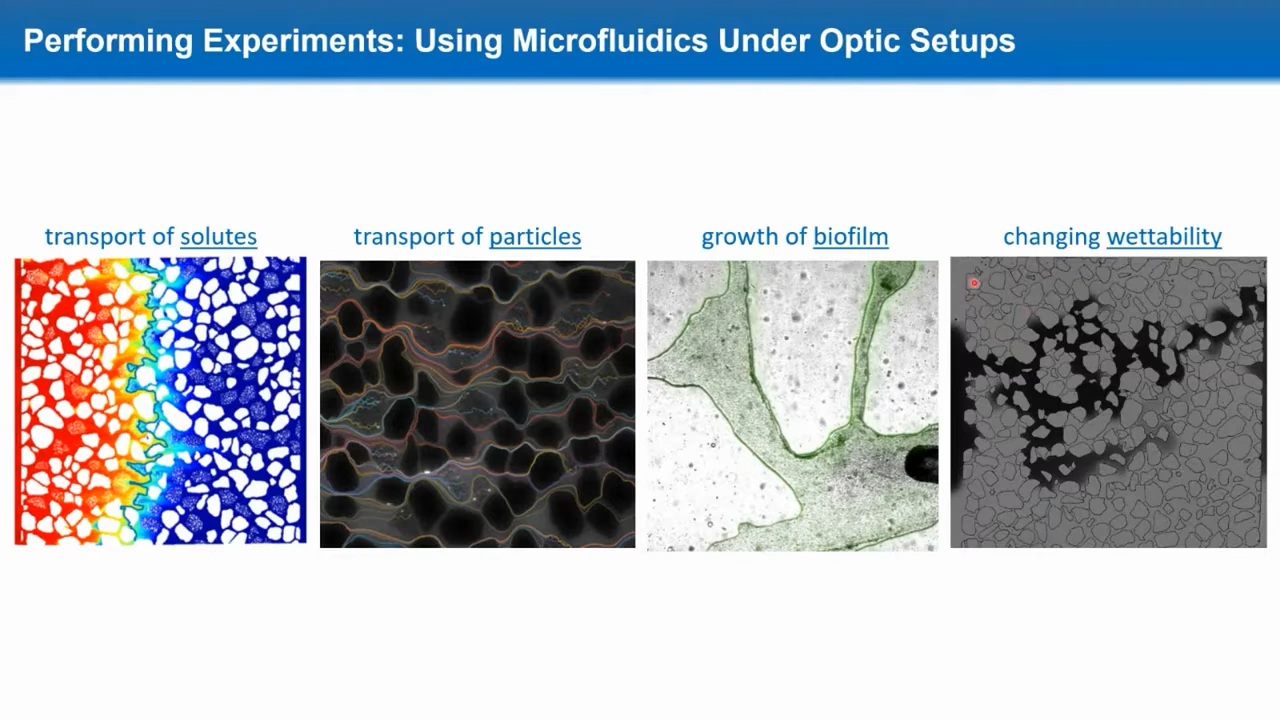 Performing Experiments: Using Microfluidics Under Optic Setups
transport of solutes
transport of particles
growth of biofilm
changing wettability